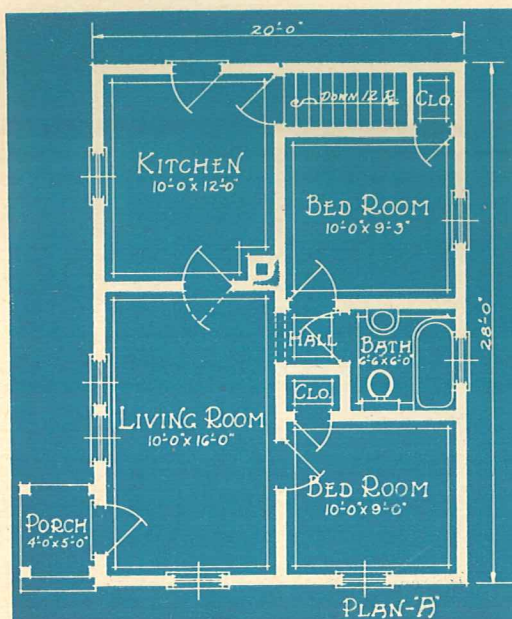 20'-0"
DOWN 12 R.
CLO.
KITCHEN
10'-0" x 12'-0"
BED ROOM
10'-0" x 9'-3"
28'-0"
HALL
BATH
6'-6 x 6'-0"
CLO.
LIVING ROOM
10'-0" x 16'-0"
BED ROOM
10'-0" x 9'-0"
PORCH
4'-0" x 5'-0"
PLAN-"A"